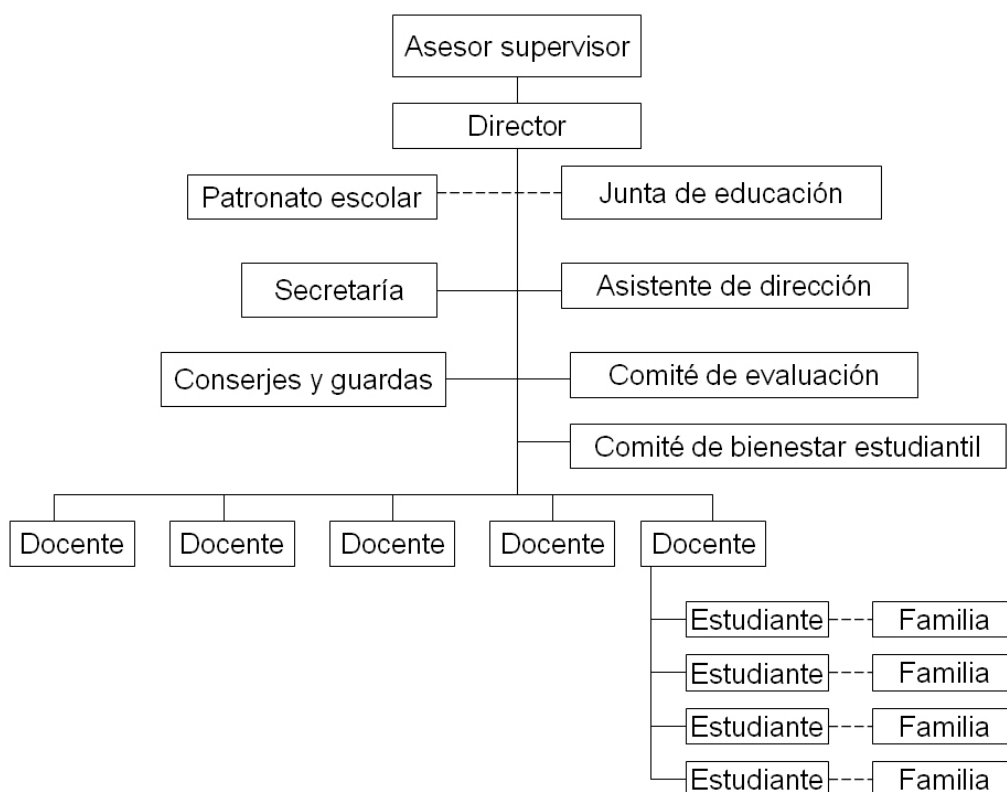 Asesor supervisor
Director
Patronato escolar
Junta de educación
Secretaría
Asistente de dirección
Conserjes y guardas
Comité de evaluación
Comité de bienestar estudiantil
Docente
Docente
Docente
Docente
Docente
Estudiante
Familia
Estudiante
Familia
Estudiante
Familia
Estudiante
Familia